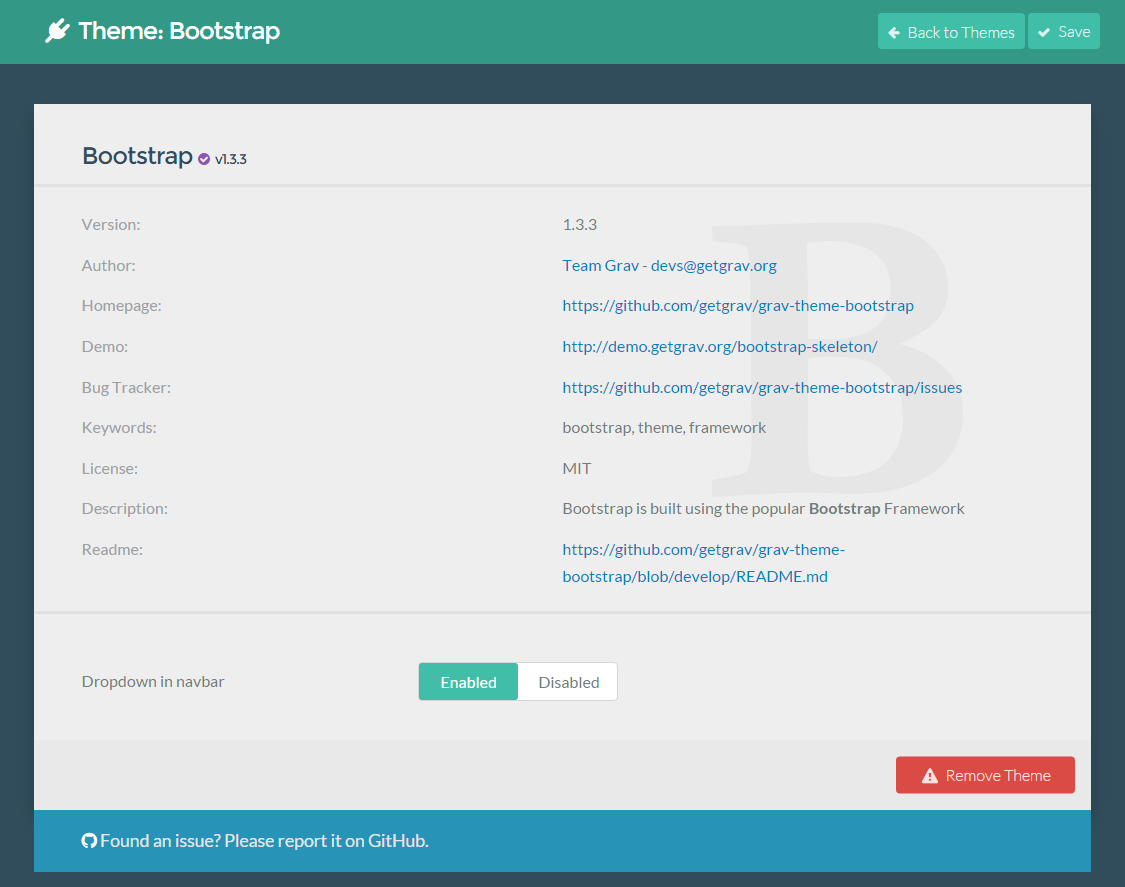 Theme: Bootstrap
Back to Themes
Save
Bootstrap v1.3.3
Version: 1.3.3
Author: Team Grav - devs@getgrav.org
Homepage: https://github.com/getgrav/grav-theme-bootstrap
Demo: http://demo.getgrav.org/bootstrap-skeleton/
Bug Tracker: https://github.com/getgrav/grav-theme-bootstrap/issues
Keywords: bootstrap, theme, framework
License: MIT
Description: Bootstrap is built using the popular Bootstrap Framework
Readme: https://github.com/getgrav/grav-theme-
bootstrap/blob/develop/README.md
B
Dropdown in navbar Enabled Disabled
Remove Theme
Found an issue? Please report it on GitHub.